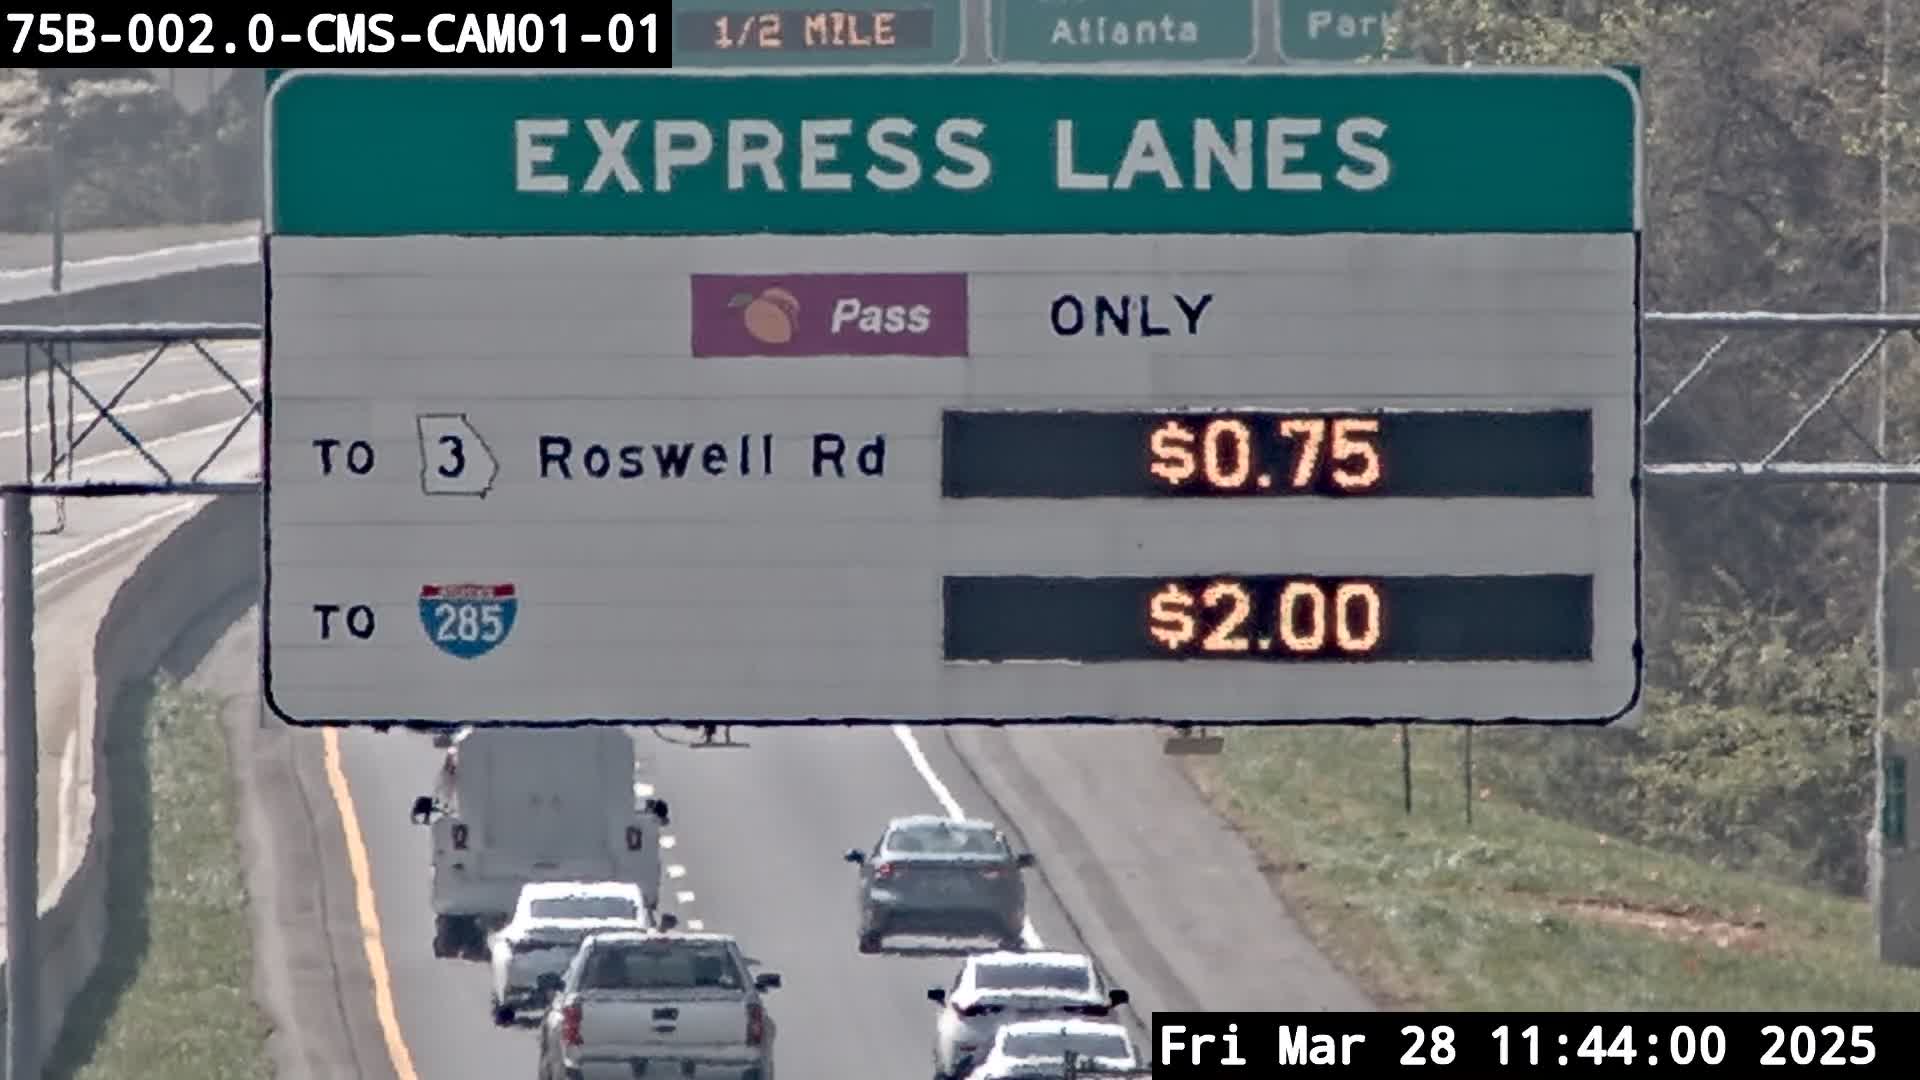 75B-002.0-CMS-CAM01-01
1/2 MILE
Atlanta
EXPRESS LANES
Pass ONLY
TO 3 Roswell Rd $0.75
TO 285 $2.00
Fri Mar 28 11:44:00 2025